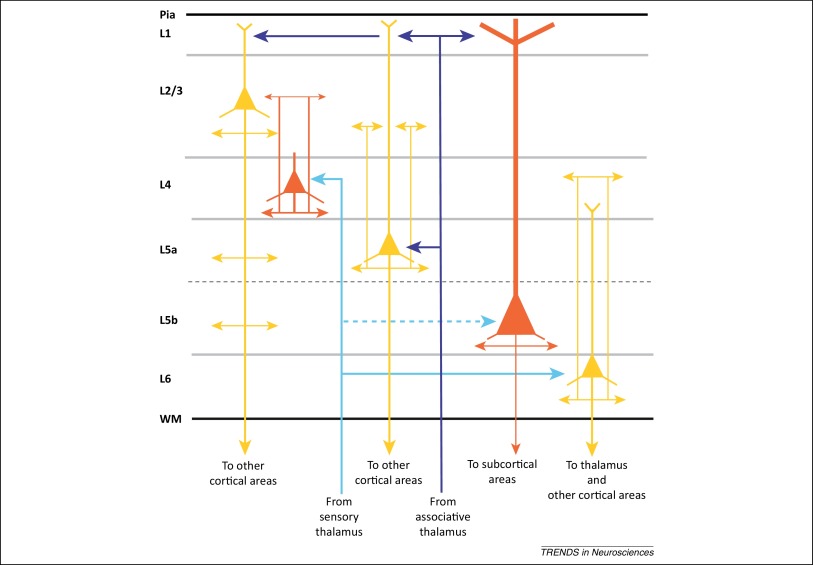 Pia
L1
L2/3
L4
L5a
L5b
L6
WM
To other
cortical areas
To other
cortical areas
To subcortical
areas
To thalamus
and
other cortical areas
From
sensory
thalamus
From
associative
thalamus
TRENDS in Neurosciences